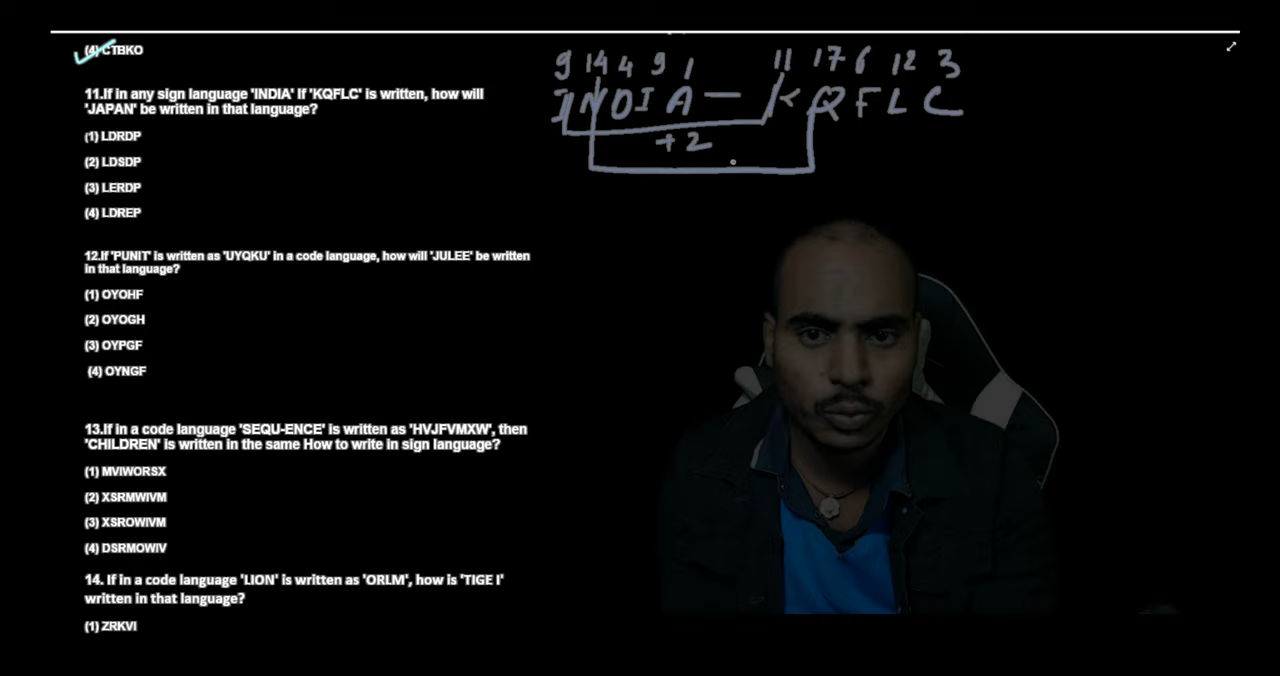 (4) CTBKO
11.If in any sign language 'INDIA' If 'KQFLC' is written, how will
'JAPAN' be written in that language?
(1) LDRDP
(2) LDSDP
(3) LERDP
(4) LDREP
12.If 'PUNIT' is written as 'UYQKU' in a code language, how will 'JULEE' be written
in that language?
(1) OYOHF
(2) OYOGH
(3) OYPGF
(4) OYNGF
13.If in a code language 'SEQU-ENCE' is written as 'HVJFVMXW', then
'CHILDREN' is written in the same How to write in sign language?
(1) MVIWORSX
(2) XSRMWIVM
(3) XSROWIVM
(4) DSRMOWIV
14. If in a code language 'LION' is written as 'ORLM', how is 'TIGE I'
written in that language?
(1) ZRKVI
9 14 4 9 1 11 17 6 12 3
INDIA - KQFLC
+2